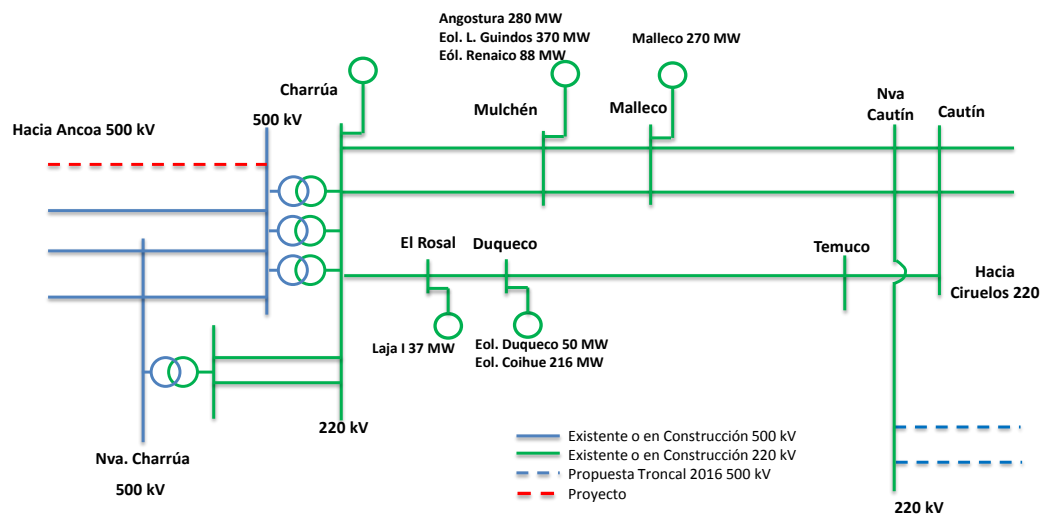 Angostura 280 MW
Eol. L. Guindos 370 MW
Eól. Renaico 88 MW
Malleco 270 MW
Charrúa
500 kV
Hacia Ancoa 500 kV
Mulchén
Malleco
Nva
Cautín
Cautín
El Rosal
Duqueco
Temuco
Hacia
Ciruelos 220
Laja I 37 MW
Eol. Duqueco 50 MW
Eol. Coihue 216 MW
220 kV
Nva. Charrúa
500 kV
Existente o en Construcción 500 kV
Existente o en Construcción 220 kV
Propuesta Troncal 2016 500 kV
Proyecto
220 kV